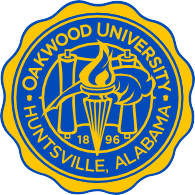 OAKWOOD UNIVERSITY
18 96
HUNTSVILLE, ALABAMA